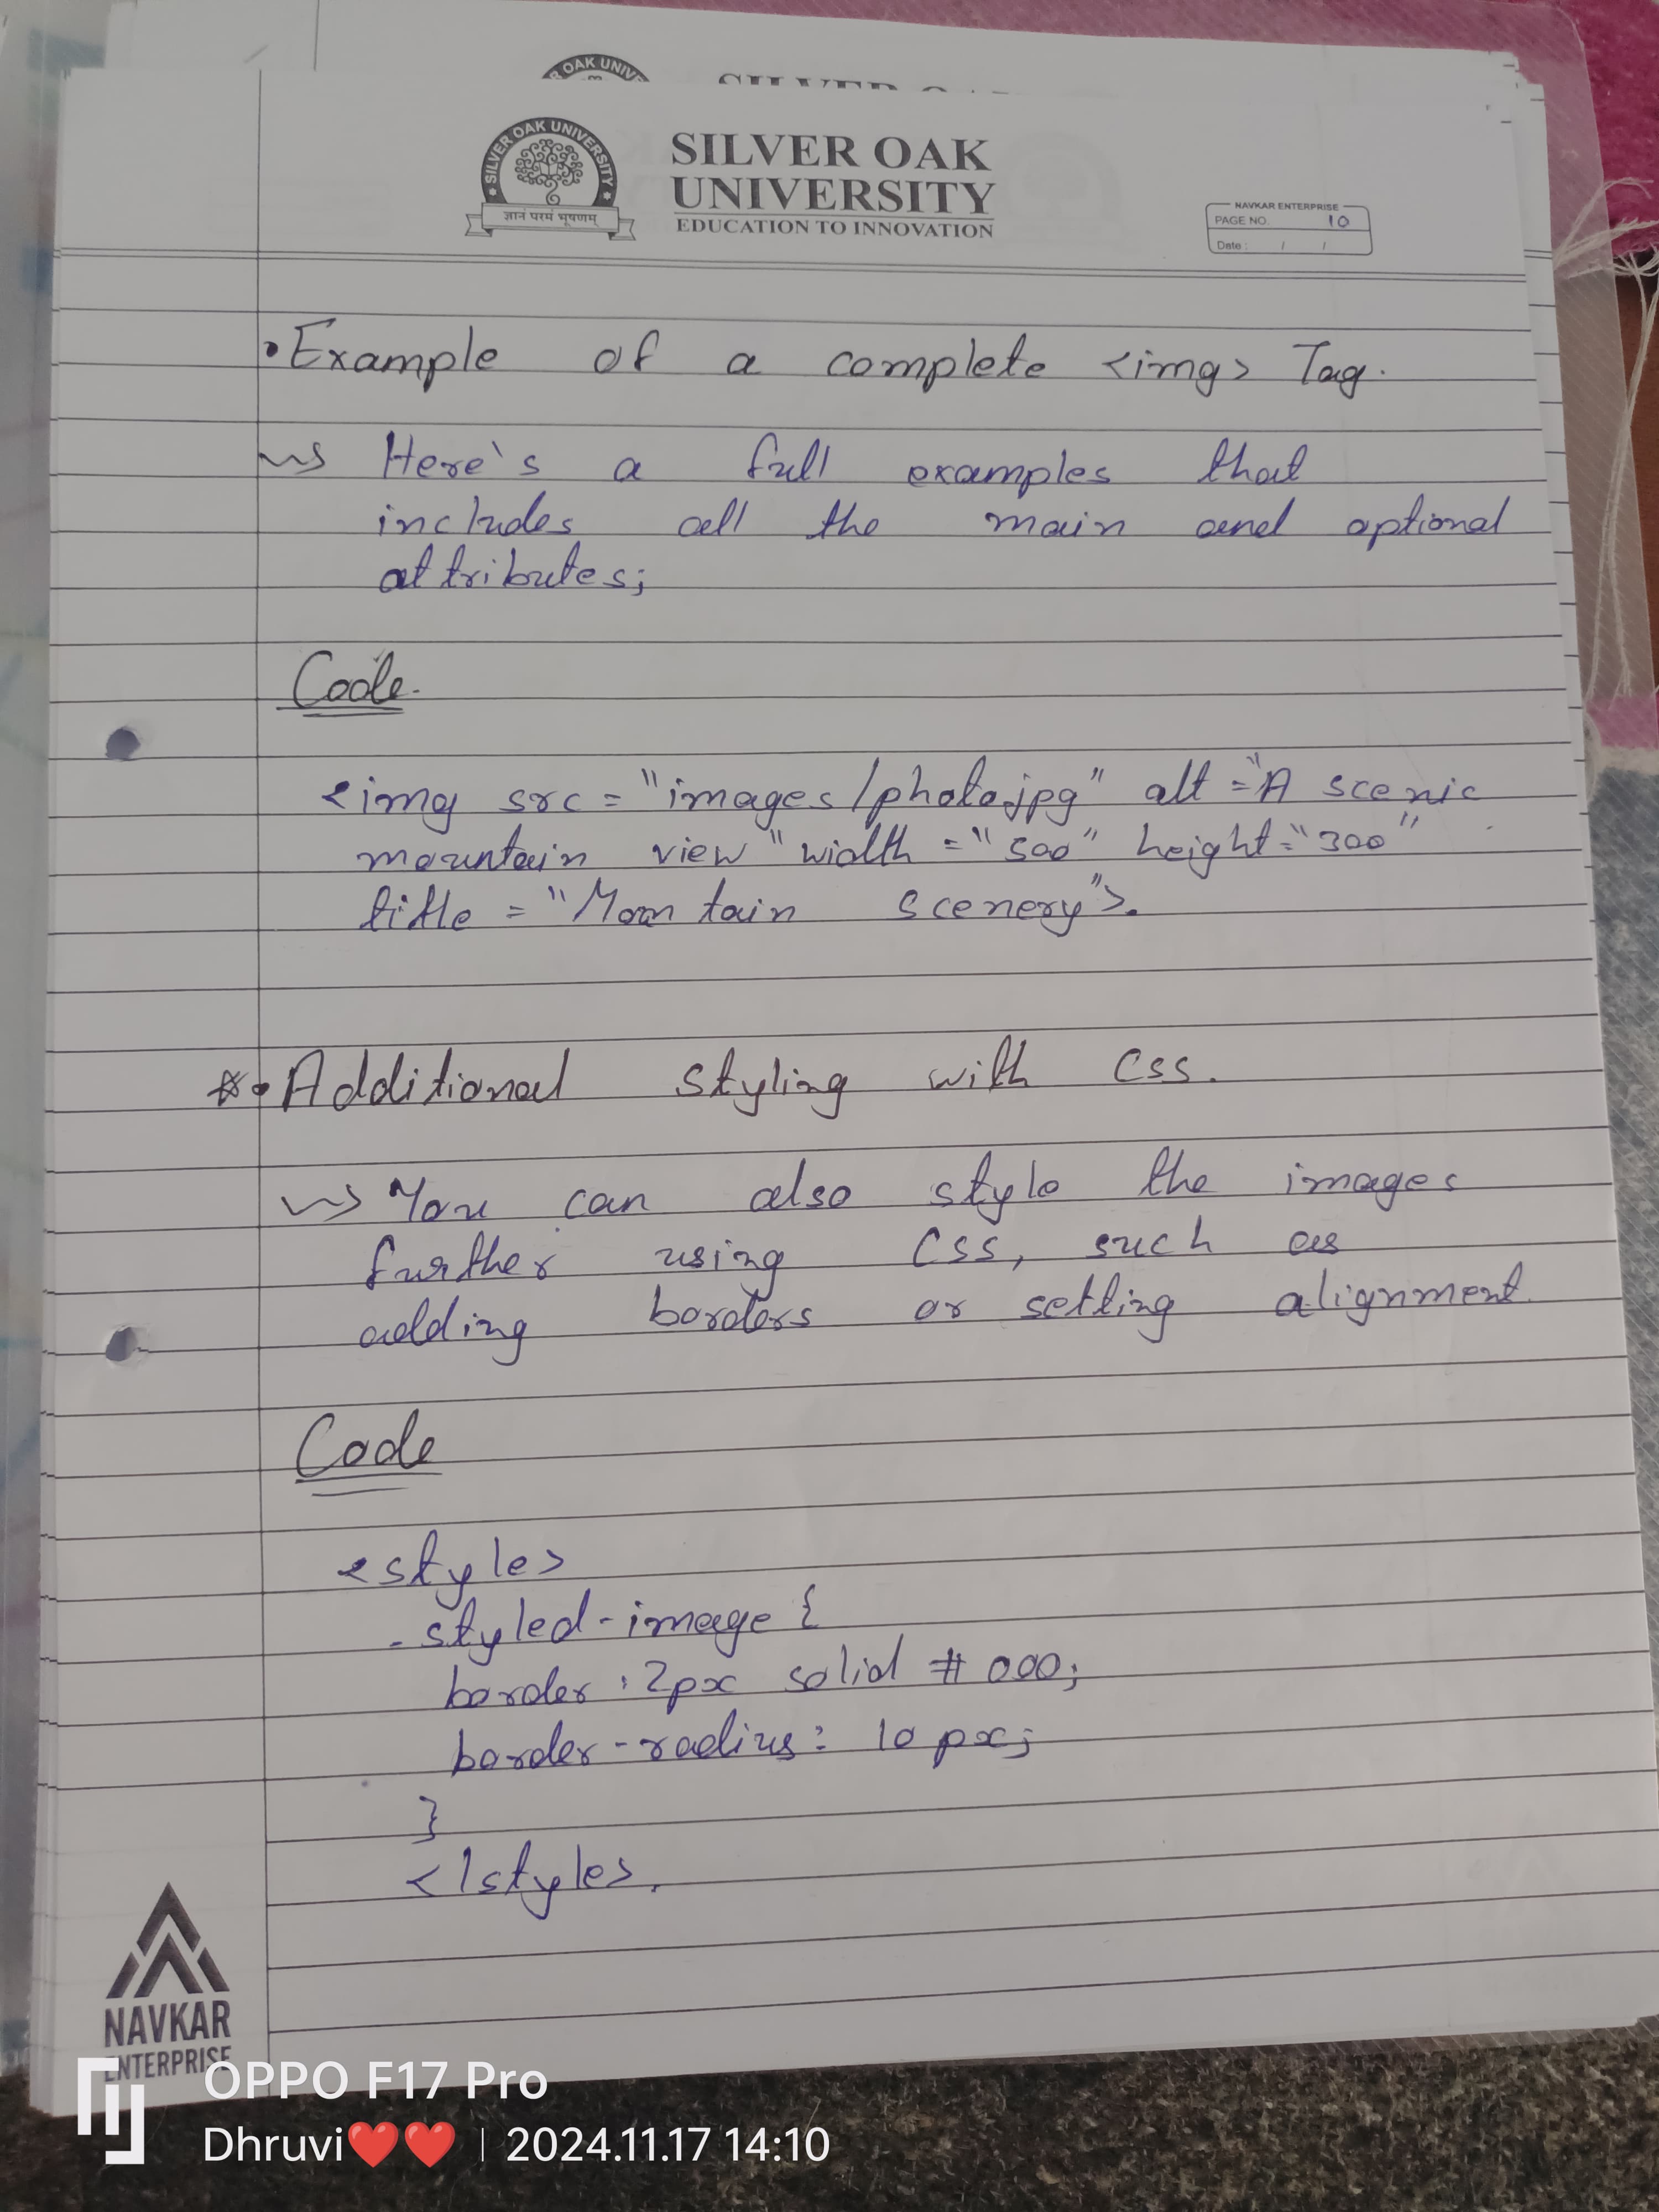 OAK UNIVE
SILVER OAK UNIVERSITY
ज्ञानं परमं भूषणम्
SILVER OAK
UNIVERSITY
EDUCATION TO INNOVATION
NAVKAR ENTERPRISE
PAGE NO. 10
Date : / /
• Example of a complete <img> Tag.
Here's a full examples that
includes all the main and optional
attributes;
Code.
<img src = "images/photo.jpg" alt = "A scenic
mountain view" width = "500" height = "300"
title = "Mountain scenery">.
• Additional styling with css.
You can also style the images
further using css, such as
adding borders or setting alignment.
Code
<style>
.styled-image {
border : 2px solid #000;
border-radius: 10px;
}
</style>.
NAVKAR
ENTERPRISE
OPPO F17 Pro
Dhruvi❤️❤️ | 2024.11.17 14:10